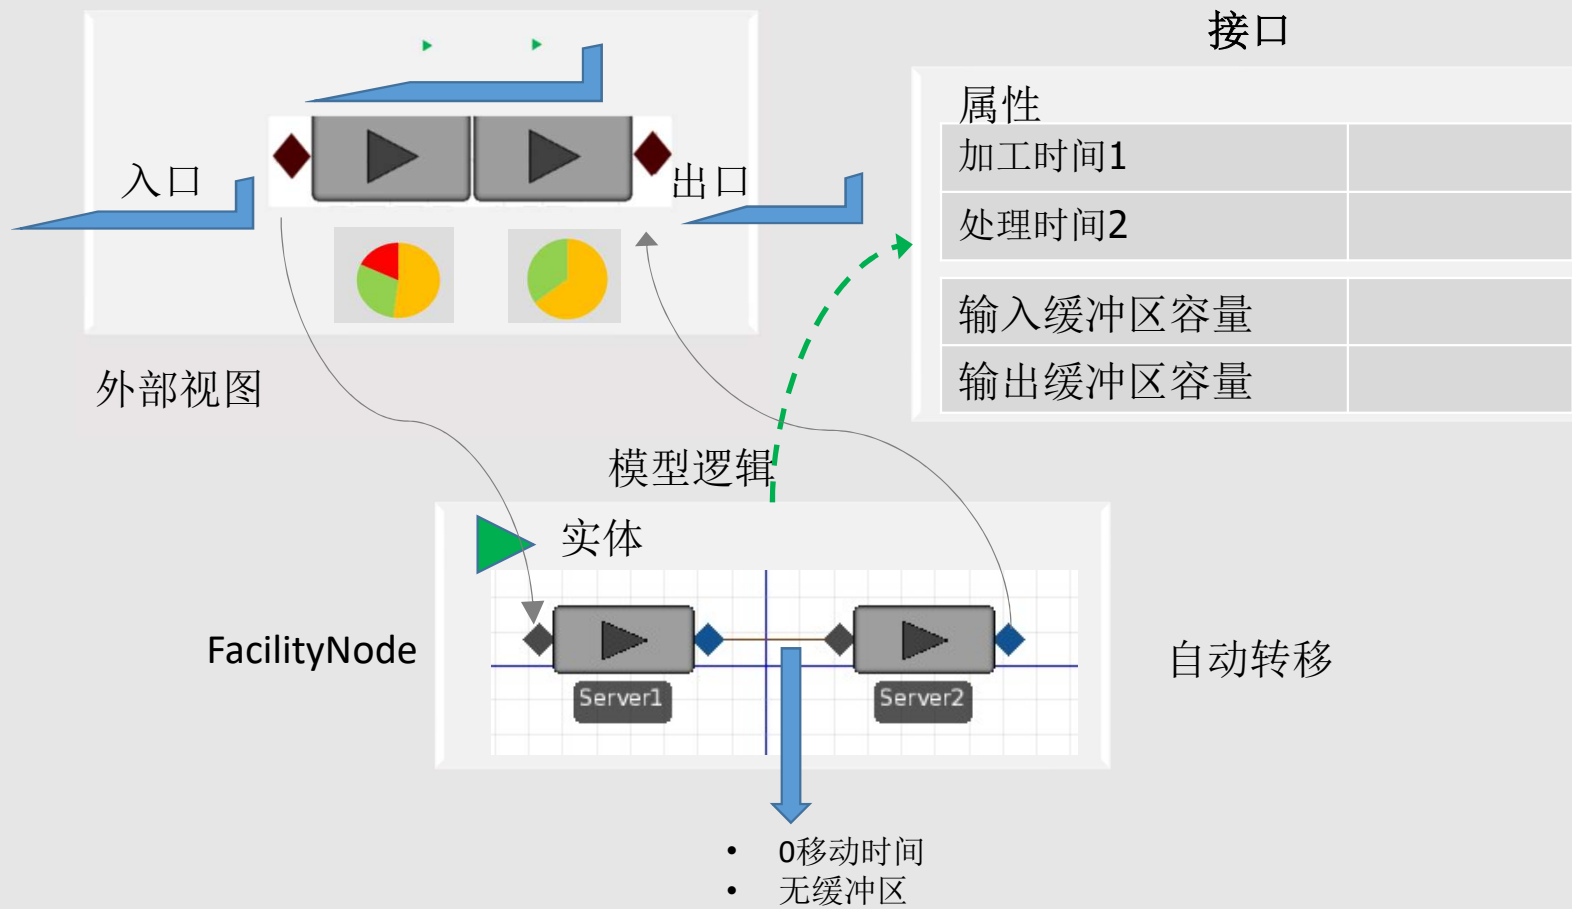 接口
属性
加工时间1
处理时间2
输入缓冲区容量
输出缓冲区容量
入口
出口
外部视图
模型逻辑
实体
FacilityNode
Server1
Server2
自动转移
• 0移动时间
• 无缓冲区